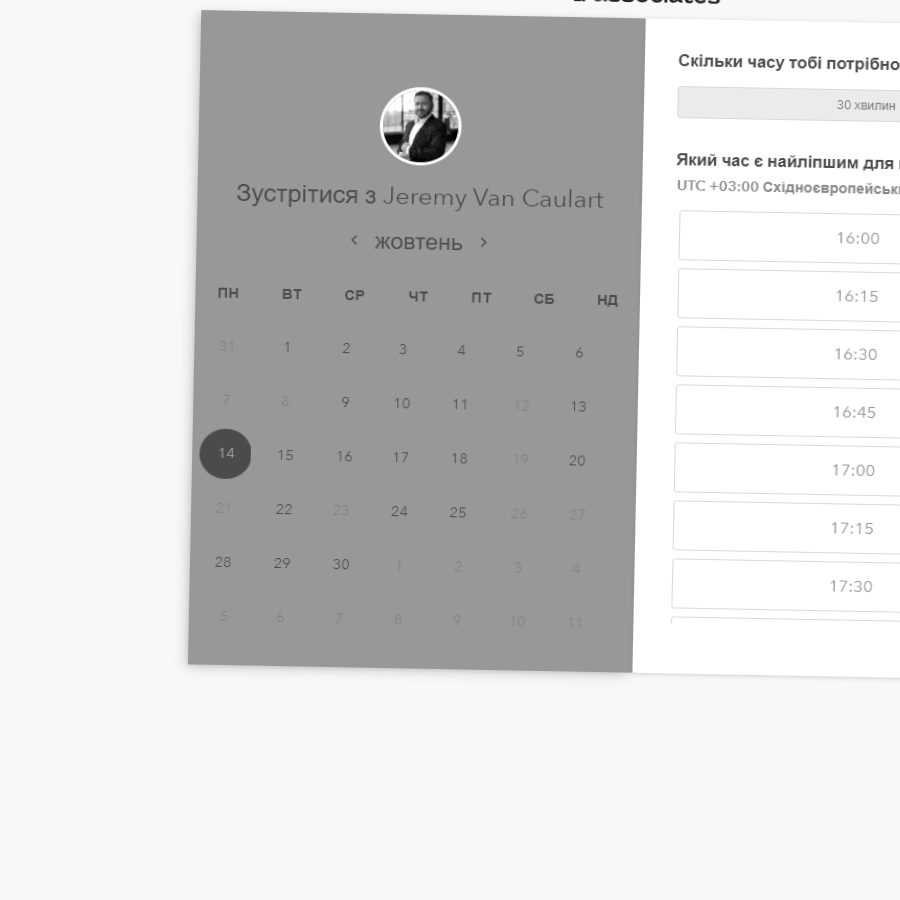 & associates
Зустрітися з Jeremy Van Caulart
жовтень
ПН ВТ СР ЧТ ПТ СБ НД
31 1 2 3 4 5 6
7 8 9 10 11 12 13
14 15 16 17 18 19 20
21 22 23 24 25 26 27
28 29 30 1 2 3 4
5 6 7 8 9 10 11
Скільки часу тобі потрібно
30 хвилин
Який час є найліпшим для
UTC +03:00
16:00
16:15
16:30
16:45
17:00
17:15
17:30